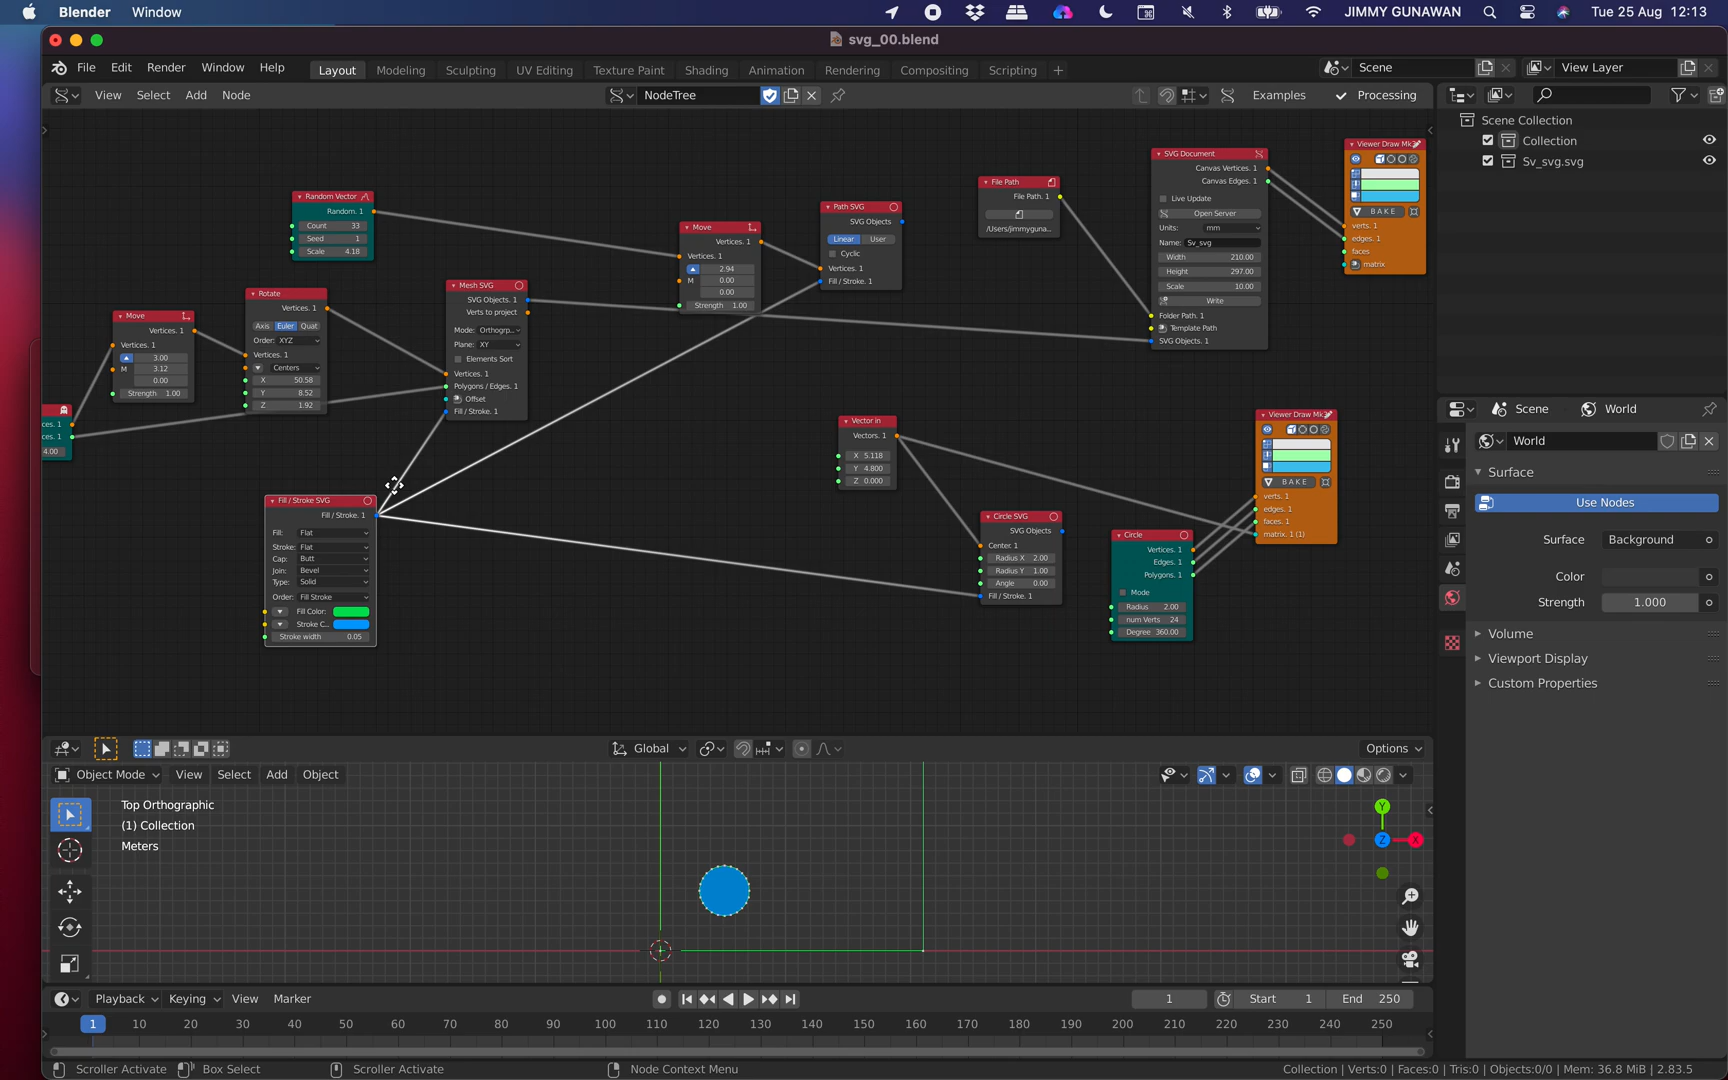 Blender Window
JIMMY GUNAWAN Tue 25 Aug 12:13
svg_00.blend
File Edit Render Window Help
Layout Modeling Sculpting UV Editing Texture Paint Shading Animation Rendering Compositing Scripting +
Scene View Layer
View Select Add Node
NodeTree
Examples Processing
Scene Collection
Collection
Sv_svg.svg
Random Vector
Random. 1
Count 33
Seed 1
Scale 4.18
Move
Vertices. 1
Vertices. 1
3.00
M 3.12
0.00
Strength 1.00
ces. 1
ces. 1
4.00
Rotate
Vertices. 1
Axis Euler Quat
Order: XYZ
Vertices. 1
Centers
X 50.58
Y 8.52
Z 1.92
Mesh SVG
SVG Objects. 1
Verts to project
Mode: Orthogrp...
Plane: XY
Elements Sort
Vertices. 1
Polygons / Edges. 1
Offset
Fill / Stroke. 1
Move
Vertices. 1
Vertices. 1
2.94
M 0.00
0.00
Strength 1.00
Path SVG
SVG Objects
Linear User
Cyclic
Vertices. 1
Fill / Stroke. 1
File Path
File Path. 1
/Users/jimmyguna...
SVG Document
Canvas Vertices. 1
Canvas Edges. 1
Live Update
Open Server
Units: mm
Name: Sv_svg
Width 210.00
Height 297.00
Scale 10.00
Write
Folder Path. 1
Template Path
SVG Objects. 1
Viewer Draw Mk3
BAKE
verts. 1
edges. 1
faces
matrix
Fill / Stroke SVG
Fill / Stroke. 1
Fill: Flat
Stroke: Flat
Cap: Butt
Join: Bevel
Type: Solid
Order: Fill Stroke
Fill Color:
Stroke C...
Stroke width 0.05
Vector in
Vectors. 1
X 5.118
Y 4.800
Z 0.000
Circle SVG
SVG Objects
Center. 1
Radius X 2.00
Radius Y 1.00
Angle 0.00
Fill / Stroke. 1
Circle
Vertices. 1
Edges. 1
Polygons. 1
Mode
Radius 2.00
num Verts 24
Degree 360.00
Viewer Draw Mk3
BAKE
verts. 1
edges. 1
faces. 1
matrix. 1 (1)
Scene World
World
Surface
Use Nodes
Surface Background
Color
Strength 1.000
Volume
Viewport Display
Custom Properties
Global
Options
Object Mode View Select Add Object
Top Orthographic
(1) Collection
Meters
Y
Z
X
Playback Keying View Marker
1 Start 1 End 250
1 10 20 30 40 50 60 70 80 90 100 110 120 130 140 150 160 170 180 190 200 210 220 230 240 250
Scroller Activate Box Select Scroller Activate Node Context Menu
Collection | Verts:0 | Faces:0 | Tris:0 | Objects:0/0 | Mem: 36.8 MiB | 2.83.5